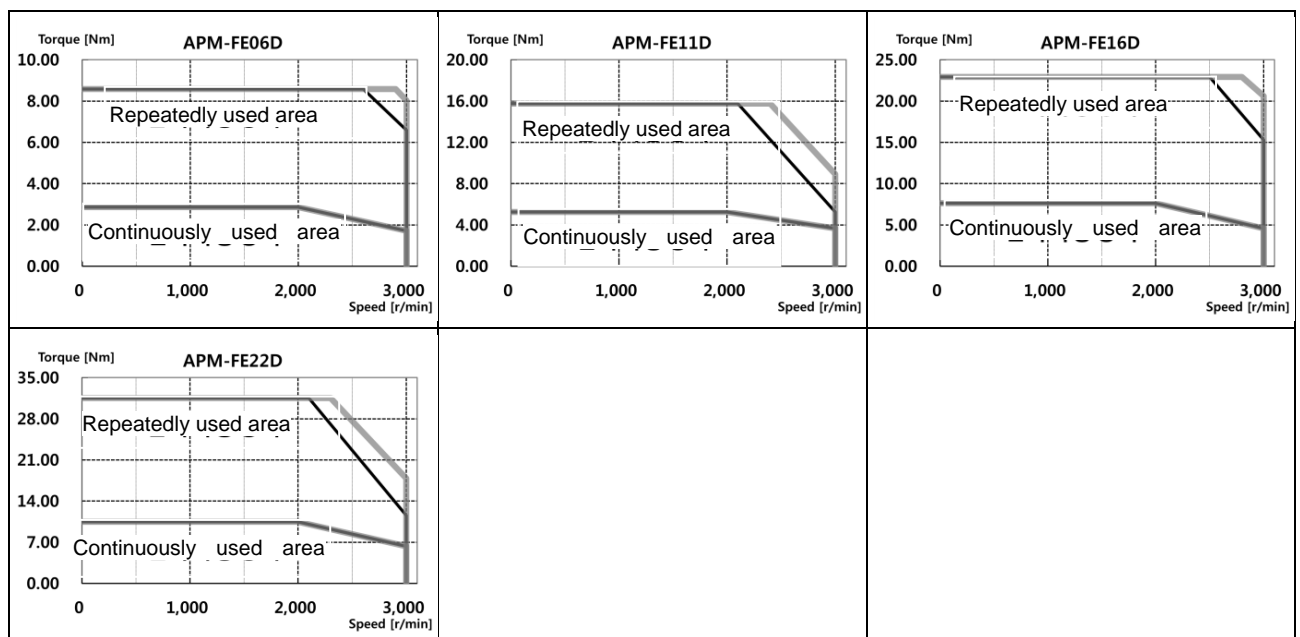 Torque [Nm] APM-FE06D
10.00
8.00
Repeatedly used area
6.00
4.00
2.00
Continuously used area
0.00
0 1,000 2,000 3,000
Speed [r/min]
Torque [Nm] APM-FE11D
20.00
16.00
Repeatedly used area
12.00
8.00
4.00
Continuously used area
0.00
0 1,000 2,000 3,000
Speed [r/min]
Torque [Nm] APM-FE16D
25.00
20.00
Repeatedly used area
15.00
10.00
5.00
Continuously used area
0.00
0 1,000 2,000 3,000
Speed [r/min]
Torque [Nm] APM-FE22D
35.00
28.00
Repeatedly used area
21.00
14.00
7.00
Continuously used area
0.00
0 1,000 2,000 3,000
Speed [r/min]